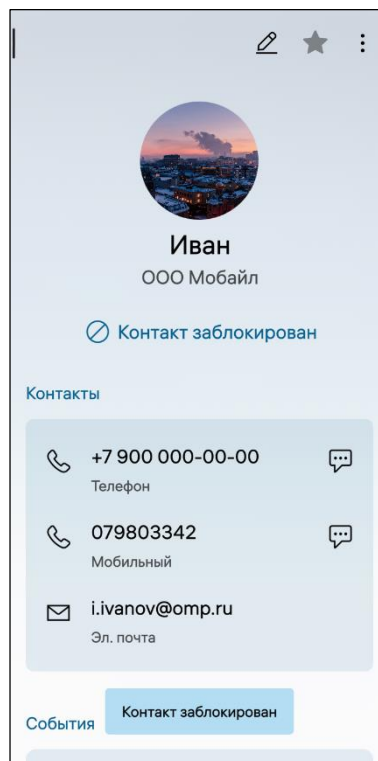 Иван
ООО Мобайл
Контакт заблокирован
Контакты
+7 900 000-00-00
Телефон
079803342
Мобильный
i.ivanov@omp.ru
Эл. почта
События
Контакт заблокирован